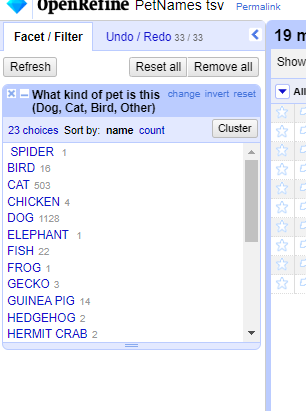 OpenRefine PetNames tsv Permalink
Facet / Filter Undo / Redo 33 / 33
19 m
Refresh Reset all Remove all
Show
What kind of pet is this (Dog, Cat, Bird, Other) change invert reset
All
23 choices Sort by: name count Cluster
SPIDER 1
BIRD 16
CAT 503
CHICKEN 4
DOG 1128
ELEPHANT 1
FISH 22
FROG 1
GECKO 3
GUINEA PIG 14
HEDGEHOG 2
HERMIT CRAB 2